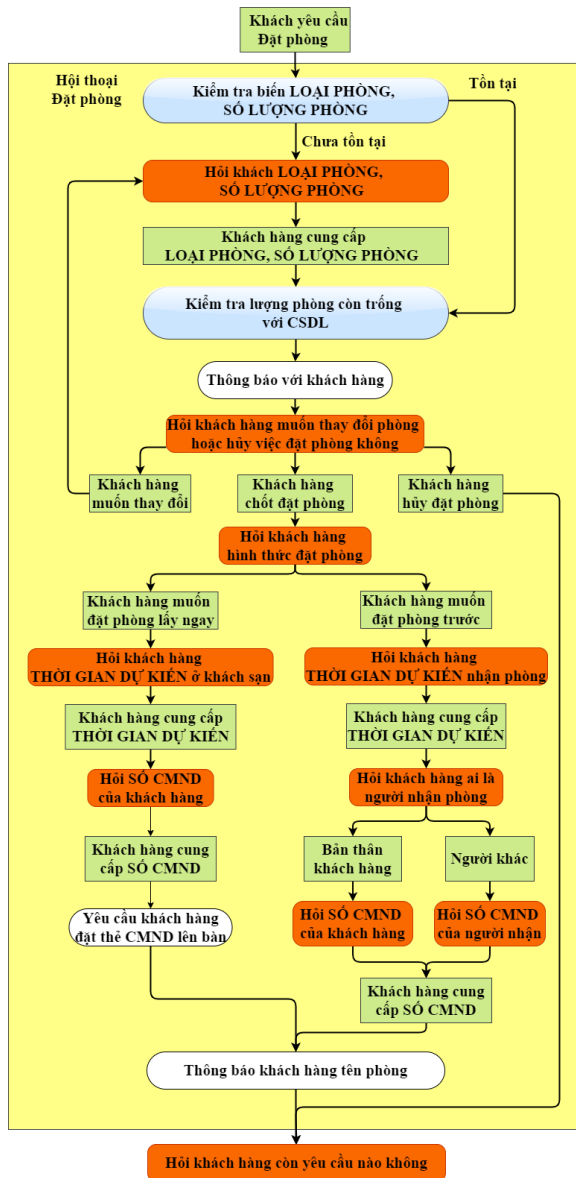 Khách yêu cầu
Đặt phòng
Hội thoại
Đặt phòng
Kiểm tra biến LOẠI PHÒNG,
SỐ LƯỢNG PHÒNG
Tồn tại
Chưa tồn tại
Hỏi khách LOẠI PHÒNG,
SỐ LƯỢNG PHÒNG
Khách hàng cung cấp
LOẠI PHÒNG, SỐ LƯỢNG PHÒNG
Kiểm tra lượng phòng còn trống
với CSDL
Thông báo với khách hàng
Hỏi khách hàng muốn thay đổi phòng
hoặc hủy việc đặt phòng không
Khách hàng
muốn thay đổi
Khách hàng
chốt đặt phòng
Khách hàng
hủy đặt phòng
Hỏi khách hàng
hình thức đặt phòng
Khách hàng muốn
đặt phòng lấy ngay
Khách hàng muốn
đặt phòng trước
Hỏi khách hàng
THỜI GIAN DỰ KIẾN ở khách sạn
Hỏi khách hàng
THỜI GIAN DỰ KIẾN nhận phòng
Khách hàng cung cấp
THỜI GIAN DỰ KIẾN
Khách hàng cung cấp
THỜI GIAN DỰ KIẾN
Hỏi SỐ CMND
của khách hàng
Hỏi khách hàng ai là
người nhận phòng
Khách hàng cung
cấp SỐ CMND
Bản thân
khách hàng
Người khác
Yêu cầu khách hàng
đặt thẻ CMND lên bàn
Hỏi SỐ CMND
của khách hàng
Hỏi SỐ CMND
của người nhận
Khách hàng cung
cấp SỐ CMND
Thông báo khách hàng tên phòng
Hỏi khách hàng còn yêu cầu nào không